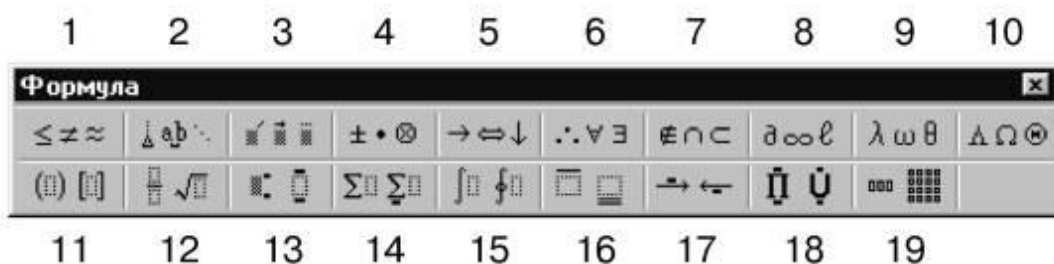 1 2 3 4 5 6 7 8 9 10
Формула
≤≠≈ ab⋱ ±•⊗ →⇔↓ ∴∀∃ ∉∩⊂ ∂∞ℓ λωθ ΛΩΘ
() [] √ Σ Σ ∫ ∮ → ← Π U
11 12 13 14 15 16 17 18 19